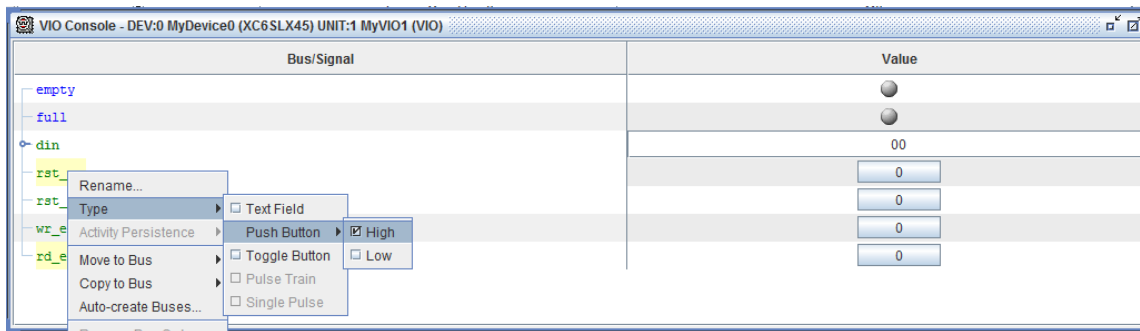 VIO Console - DEV:0 MyDevice0 (XC6SLX45) UNIT:1 MyVIO1 (VIO)
Bus/Signal Value
empty
full
din 00
rst_ 0
rst_ 0
wr_e 0
rd_e 0
Rename...
Type
Activity Persistence
Move to Bus
Copy to Bus
Auto-create Buses...
Text Field
Push Button
Toggle Button
Pulse Train
Single Pulse
High
Low